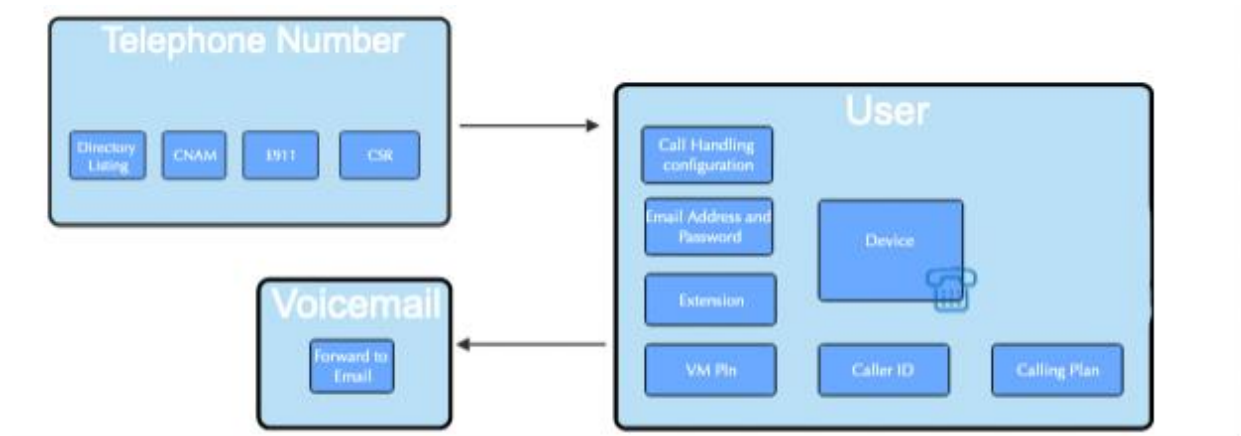 Telephone Number
Directory
Listing
CNAM
E911
CSR
User
Call Handling
configuration
Email Address and
Password
Device
Extension
VM PIn
Caller ID
Calling Plan
Voicemail
Forward to
Email